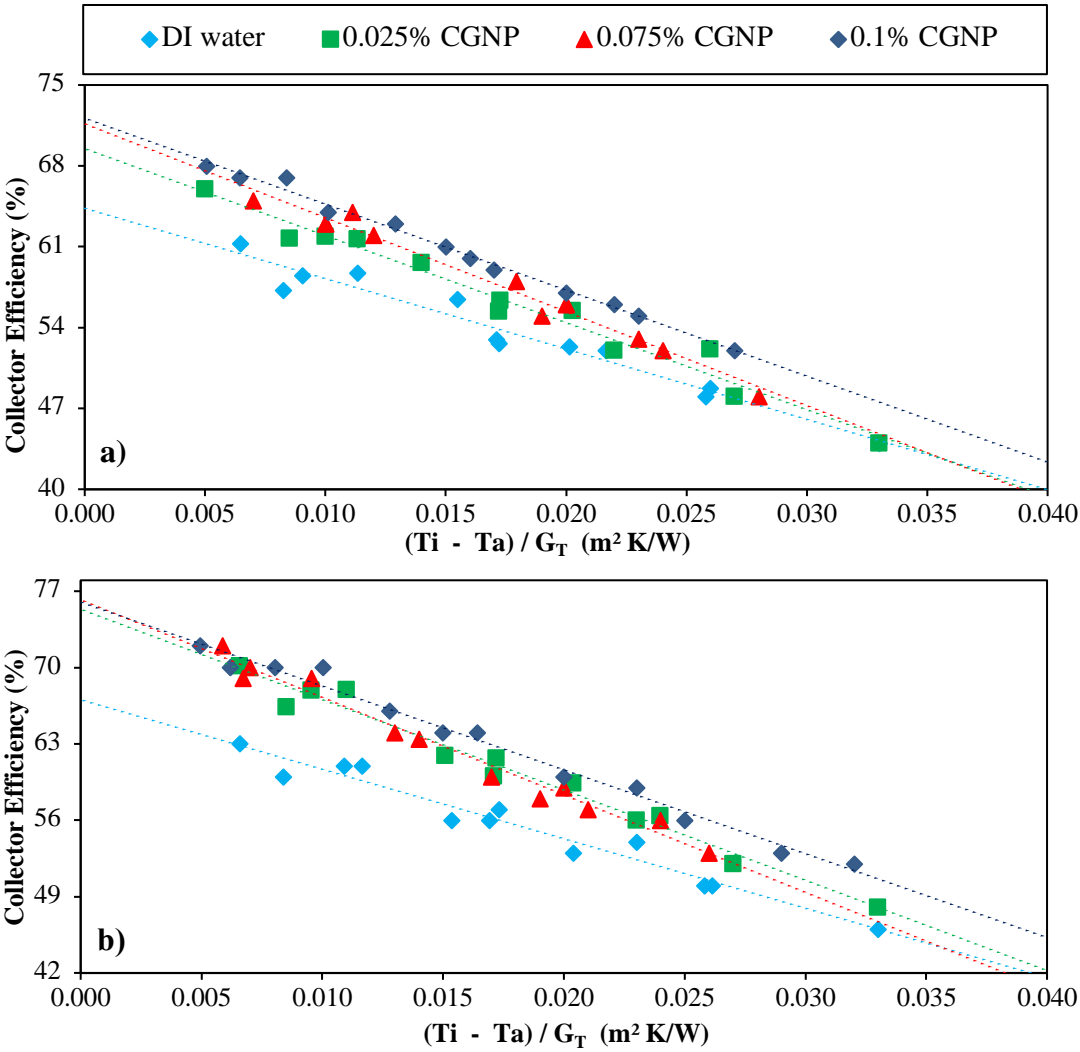 DI water 0.025% CGNP 0.075% CGNP 0.1% CGNP
75
68
61
54
47
40
Collector Efficiency (%)
a)
0.000 0.005 0.010 0.015 0.020 0.025 0.030 0.035 0.040
(Ti - Ta) / G_T (m² K/W)
77
70
63
56
49
42
Collector Efficiency (%)
b)
0.000 0.005 0.010 0.015 0.020 0.025 0.030 0.035 0.040
(Ti - Ta) / G_T (m² K/W)